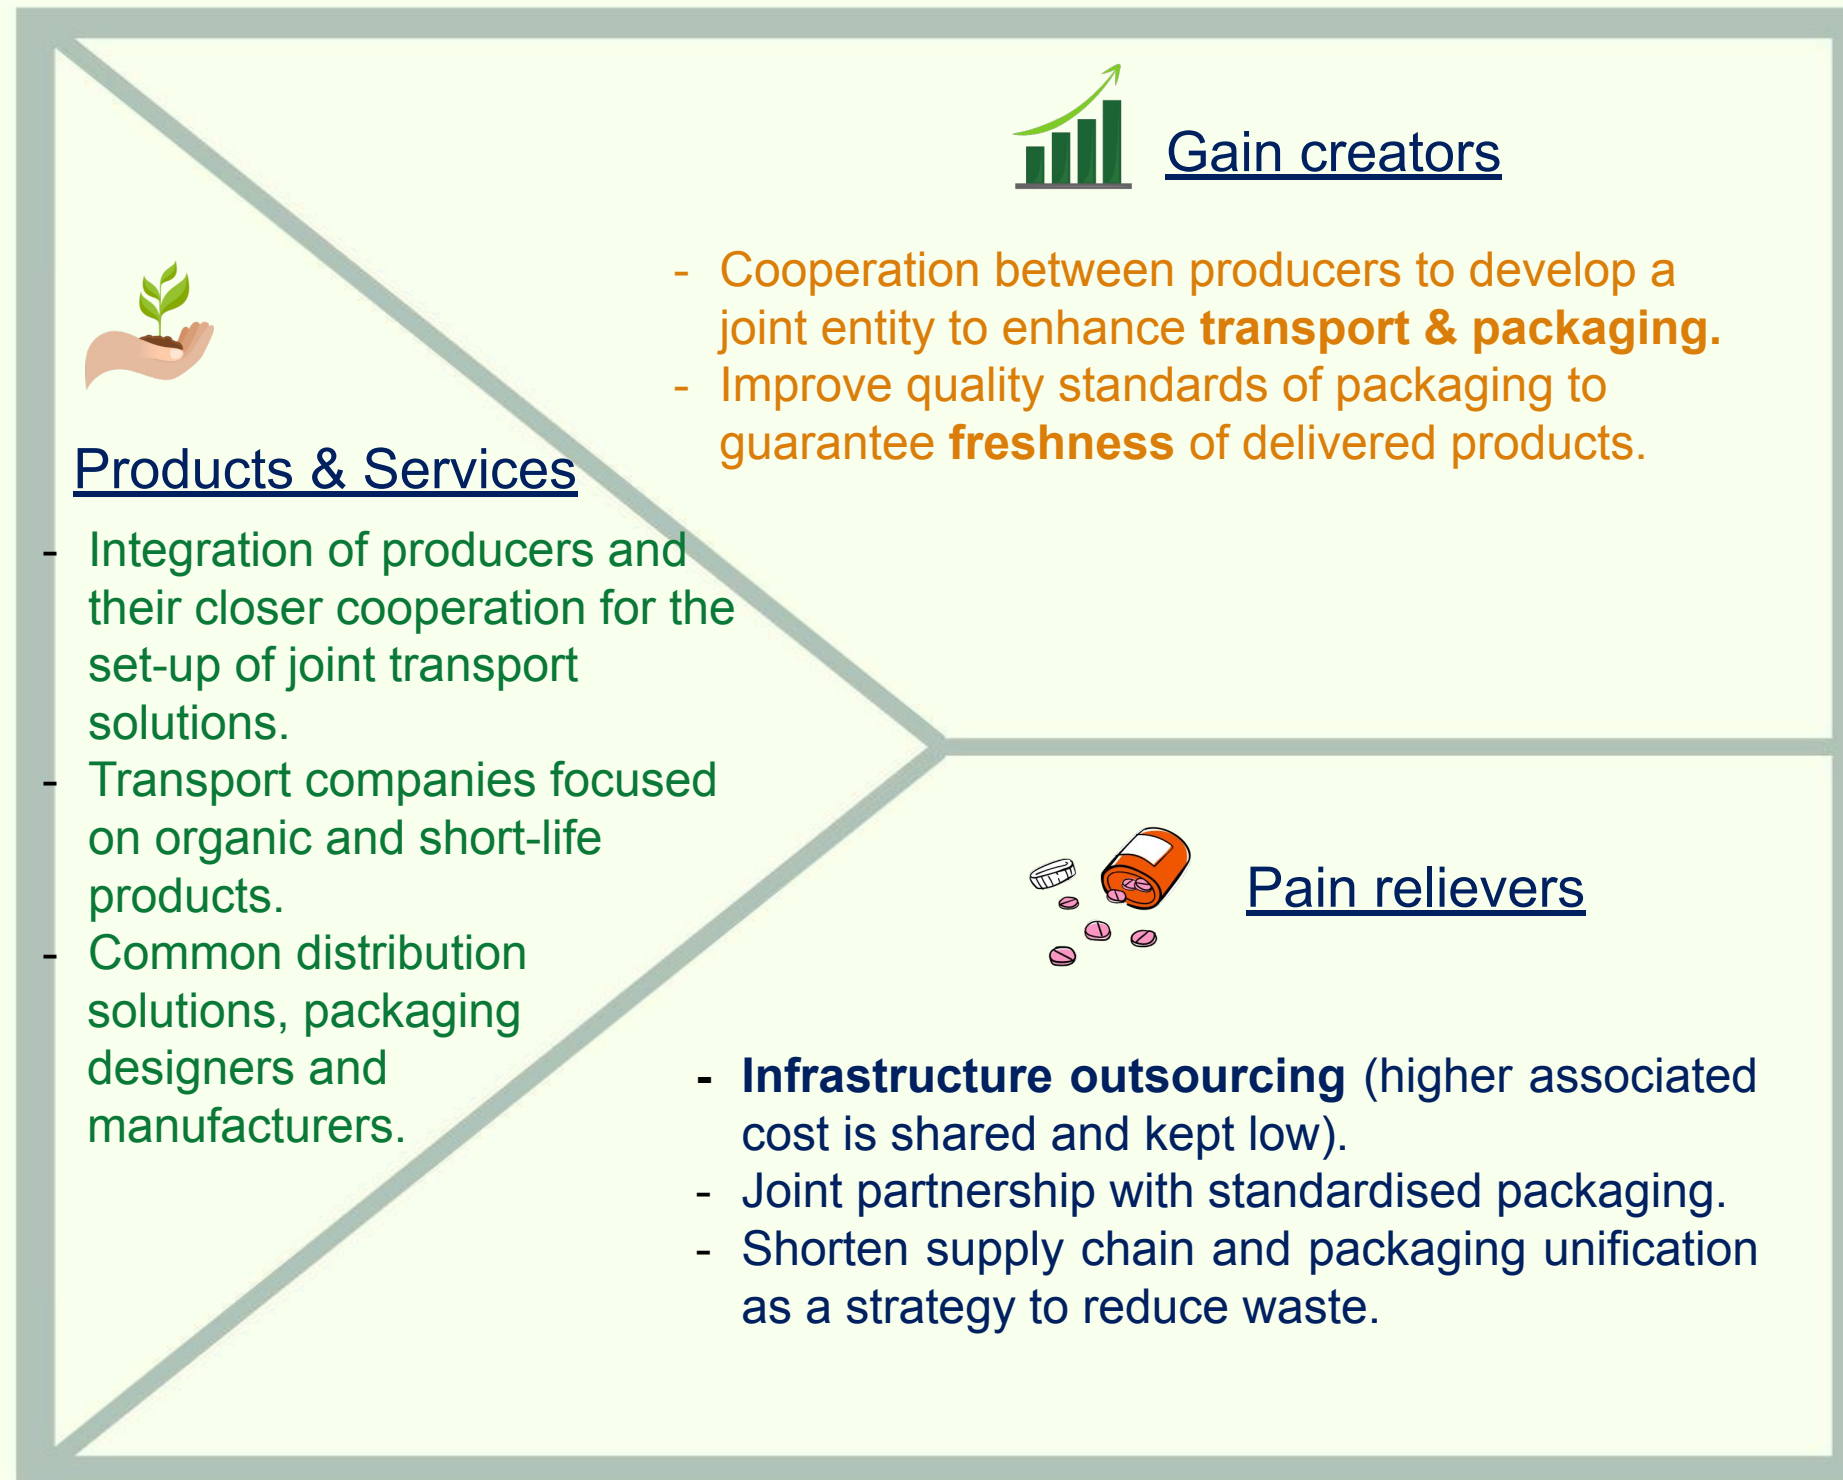 Gain creators
- Cooperation between producers to develop a
joint entity to enhance transport & packaging.
- Improve quality standards of packaging to
guarantee freshness of delivered products.
Products & Services
- Integration of producers and
their closer cooperation for the
set-up of joint transport
solutions.
- Transport companies focused
on organic and short-life
products.
- Common distribution
solutions, packaging
designers and
manufacturers.
Pain relievers
- Infrastructure outsourcing (higher associated
cost is shared and kept low).
- Joint partnership with standardised packaging.
- Shorten supply chain and packaging unification
as a strategy to reduce waste.